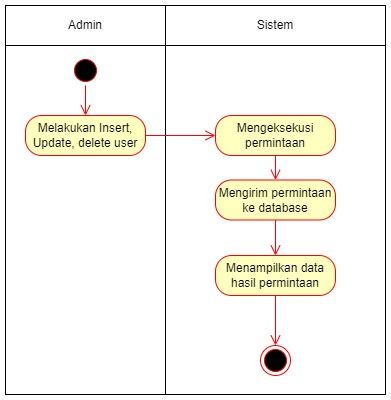 Admin
Sistem
Melakukan Insert,
Update, delete user
Mengeksekusi
permintaan
Mengirim permintaan
ke database
Menampilkan data
hasil permintaan